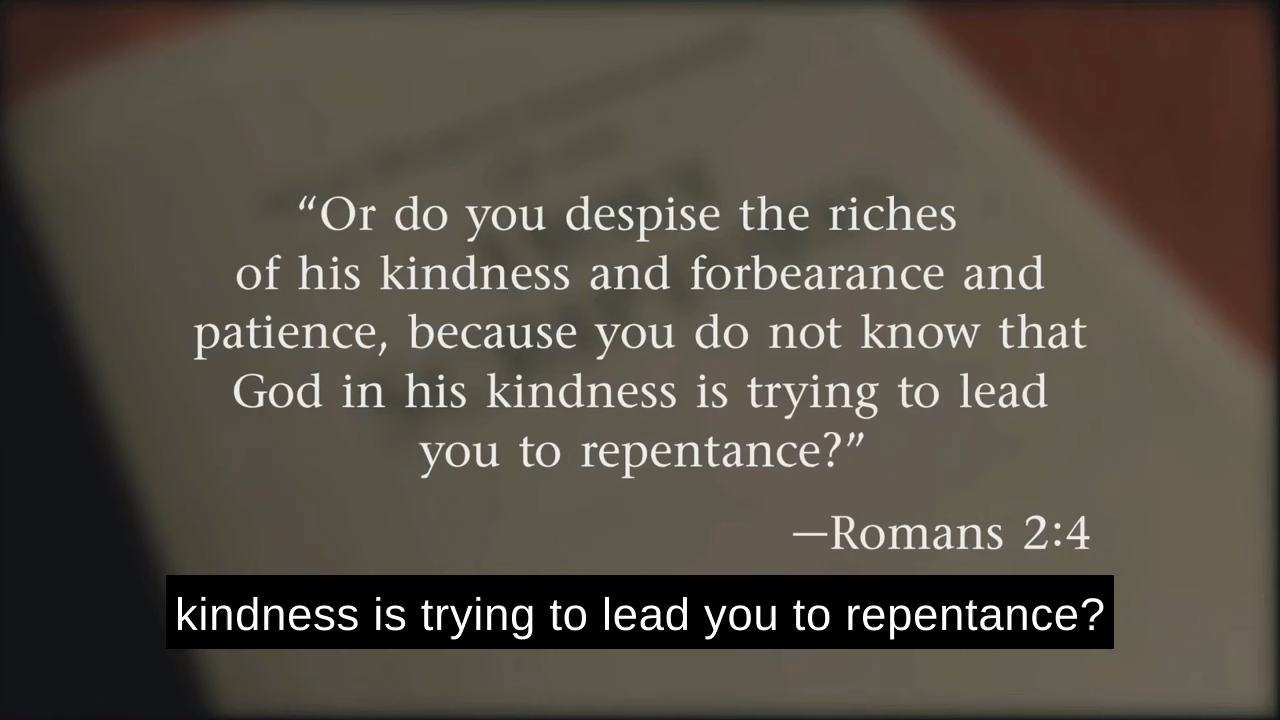 “Or do you despise the riches
of his kindness and forbearance and
patience, because you do not know that
God in his kindness is trying to lead
you to repentance?”
—Romans 2:4
kindness is trying to lead you to repentance?